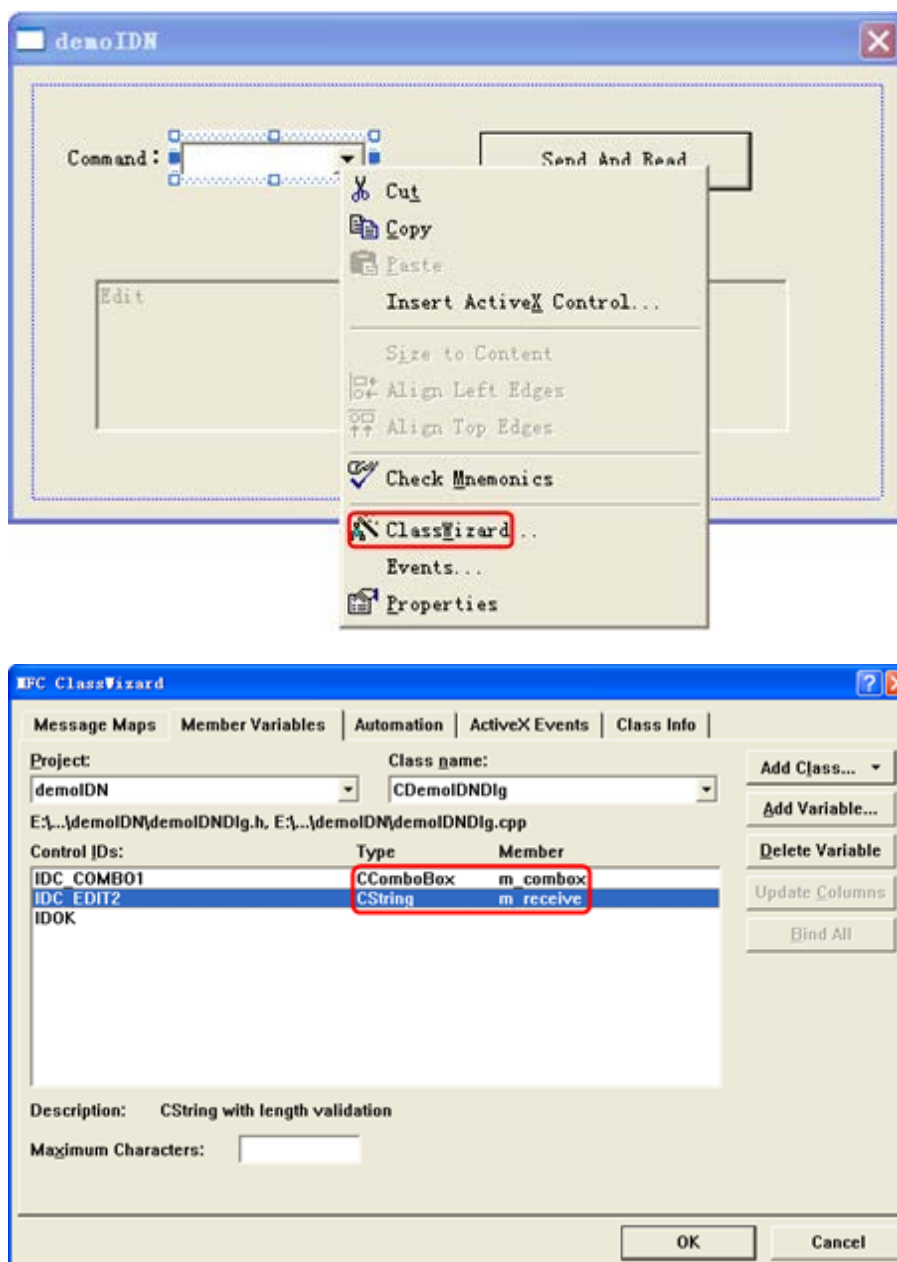 demoIDN
Command: Send And Read
Cut
Copy
Paste
Edit
Insert ActiveX Control...
Size to Content
Align Left Edges
Align Top Edges
Check Mnemonics
ClassWizard...
Events...
Properties
MFC ClassWizard
Message Maps Member Variables Automation ActiveX Events Class Info
Project: Class name: Add Class...
demoIDN CDemoIDNDlg
Add Variable...
E:\...\demoIDN\demoIDNDlg.h, E:\...\demoIDN\demoIDNDlg.cpp
Control IDs: Type Member Delete Variable
IDC_COMBO1 CComboBox m_combox
IDC_EDIT2 CString m_receive Update Columns
IDOK
Bind All
Description: CString with length validation
Maximum Characters:
OK Cancel